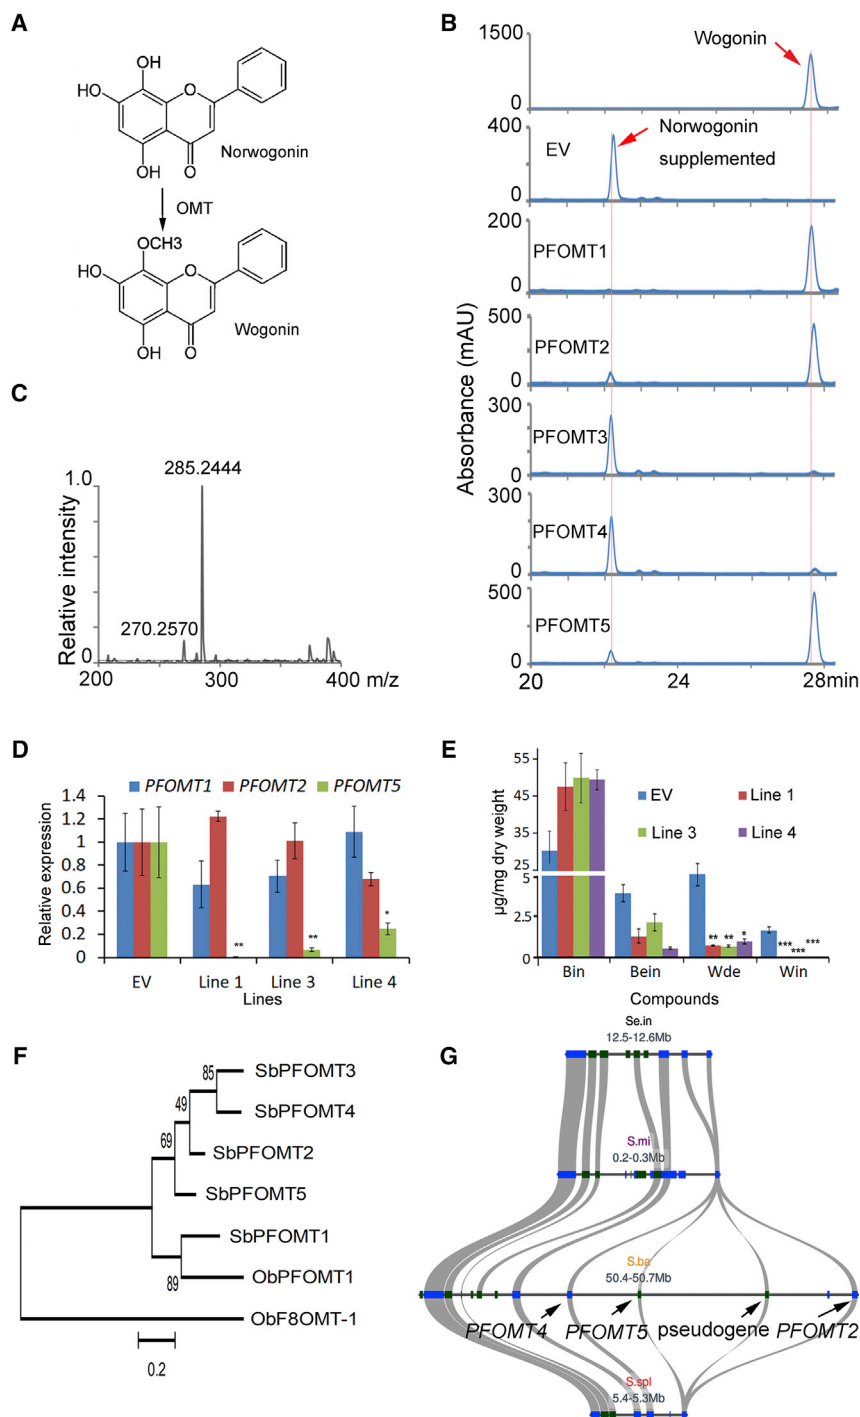 A
OH
HO
O
OH
O
Norwogonin
OMT
OCH3
HO
O
OH
O
Wogonin
B
1500
Wogonin
0
400
EV
Norwogonin
supplemented
0
200
PFOMT1
0
500
PFOMT2
0
300
PFOMT3
0
300
PFOMT4
0
500
PFOMT5
0
20
24
28min
Absorbance (mAU)
C
285.2444
1.0
270.2570
0
200
300
400 m/z
Relative intensity
D
PFOMT1
PFOMT2
PFOMT5
1.4
1.2
1
0.8
0.6
0.4
0.2
0
Relative expression
**
**
*
EV
Line 1
Line 3
Line 4
Lines
E
55
45
35
25
5
2.5
0
µg/mg dry weight
EV
Line 1
Line 3
Line 4
** ** *
*** *** ***
Bin
Bein
Wde
Win
Compounds
F
85
SbPFOMT3
49
SbPFOMT4
69
SbPFOMT2
SbPFOMT5
SbPFOMT1
89
ObPFOMT1
ObF8OMT-1
0.2
G
Se.in
12.5-12.6Mb
S.mi
0.2-0.3Mb
S.ba
50.4-50.7Mb
PFOMT4
PFOMT5
pseudogene
PFOMT2
S.spl
5.4-5.3Mb